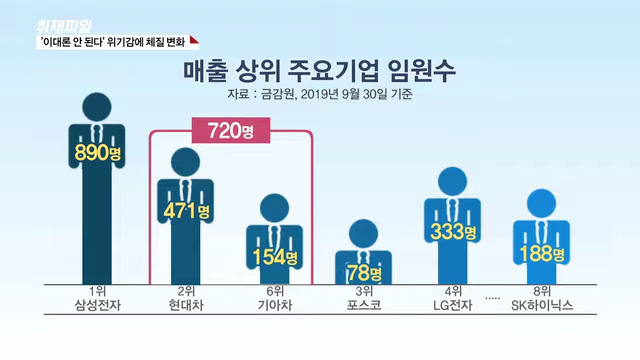 취재파일
'이대론 안 된다' 위기감에 체질 변화
매출 상위 주요기업 임원수
자료 : 금감원, 2019년 9월 30일 기준
720명
890명
471명
154명
78명
333명
188명
1위 2위 6위 3위 4위 ..... 8위
삼성전자 현대차 기아차 포스코 LG전자 SK하이닉스